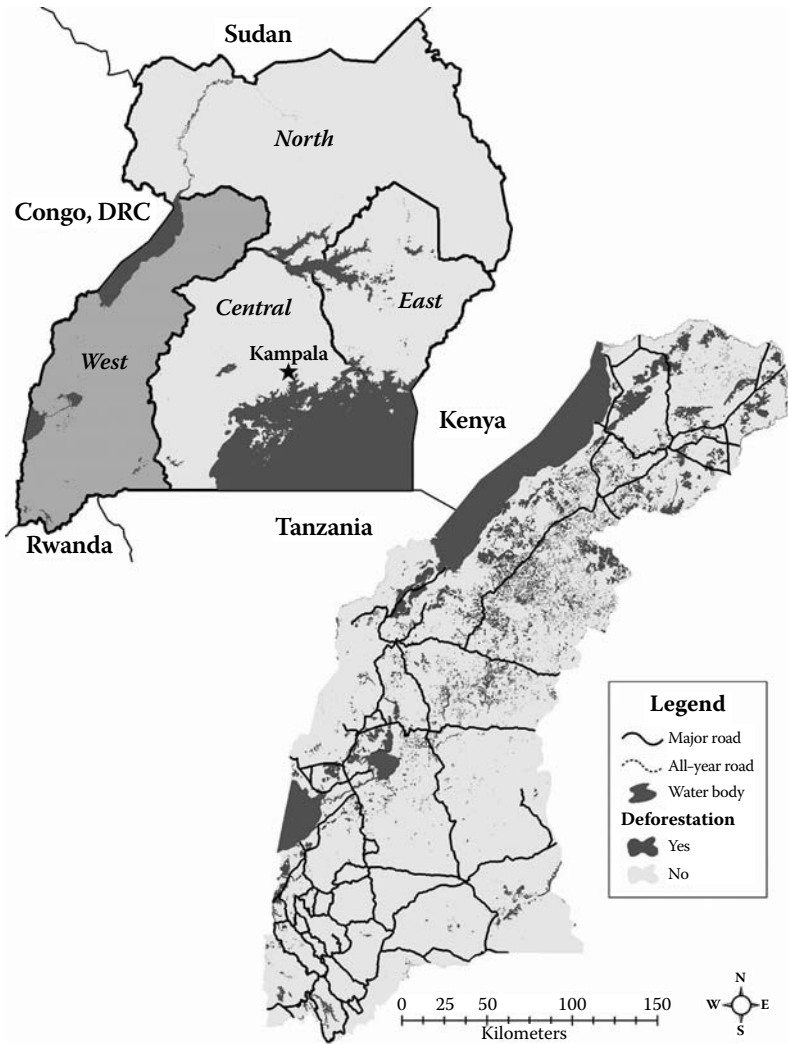 Sudan
North
Congo, DRC
Central
East
Kampala
West
Kenya
Tanzania
Rwanda
Legend
Major road
All-year road
Water body
Deforestation
Yes
No
N
W E
S
0 25 50 100 150
Kilometers